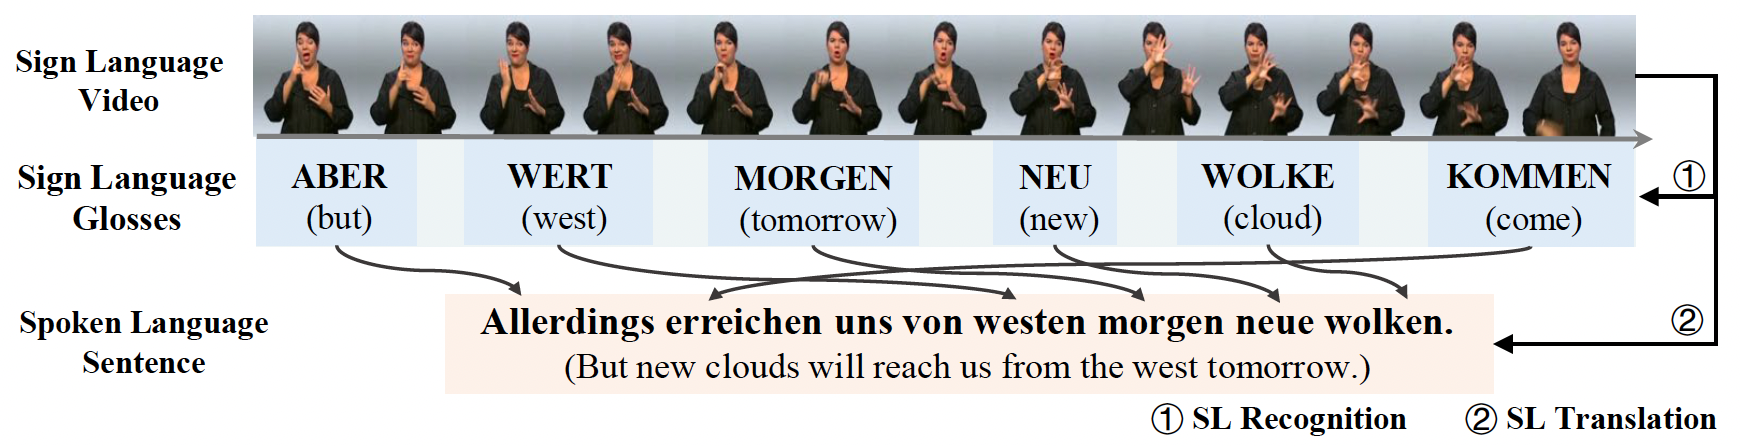 Sign Language
Video
Sign Language
Glosses
ABER WERT MORGEN NEU WOLKE KOMMEN ①
(but) (west) (tomorrow) (new) (cloud) (come)
Spoken Language
Sentence
Allerdings erreichen uns von westen morgen neue wolken.
(But new clouds will reach us from the west tomorrow.)
②
① SL Recognition ② SL Translation